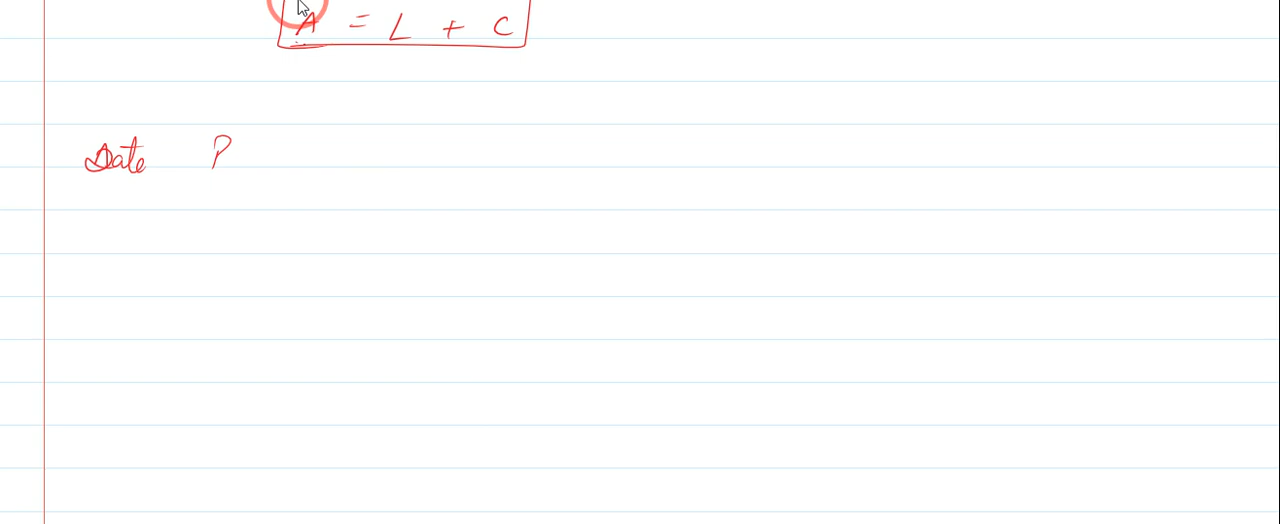 A = L + C
Date P